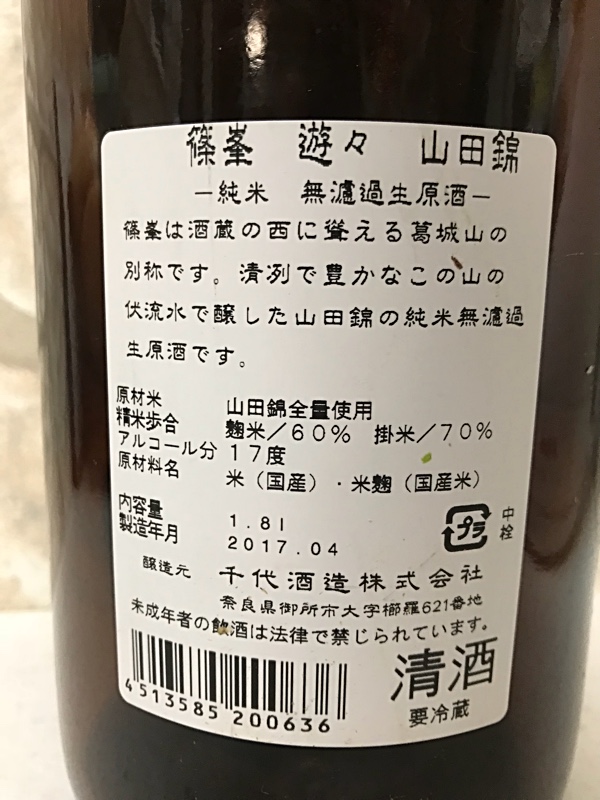 篠峯 遊々 山田錦
―純米 無濾過生原酒―
篠峯は酒蔵の西に聳える葛城山の
別称です。清冽で豊かなこの山の
伏流水で醸した山田錦の純米無濾過
生原酒です。
原材米 山田錦全量使用
精米歩合 麴米／60％ 掛米／70％
アルコール分 17度
原材料名 米（国産）・米麴（国産米）
内容量 1.8l
製造年月 2017.04
プラ 中栓
醸造元 千代酒造株式会社
奈良県御所市大字櫛羅621番地
未成年者の飲酒は法律で禁じられています。
4513585 200636
清酒
要冷蔵